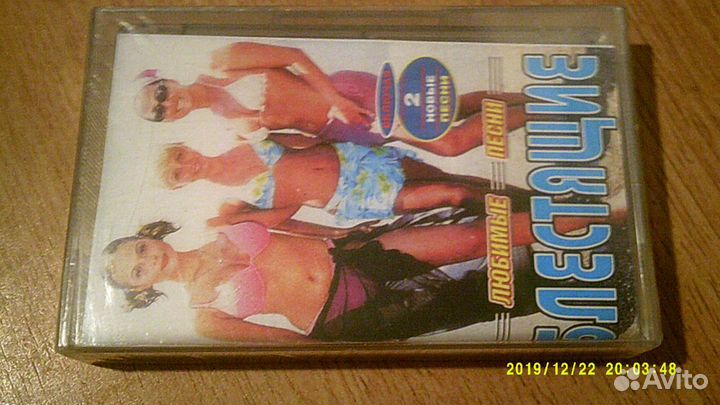 БЛЕСТЯЩИЕ
ЛЮБИМЫЕ ПЕСНИ
2
НОВЫЕ
ПЕСНИ
2019/12/22 20:03:48
Avito